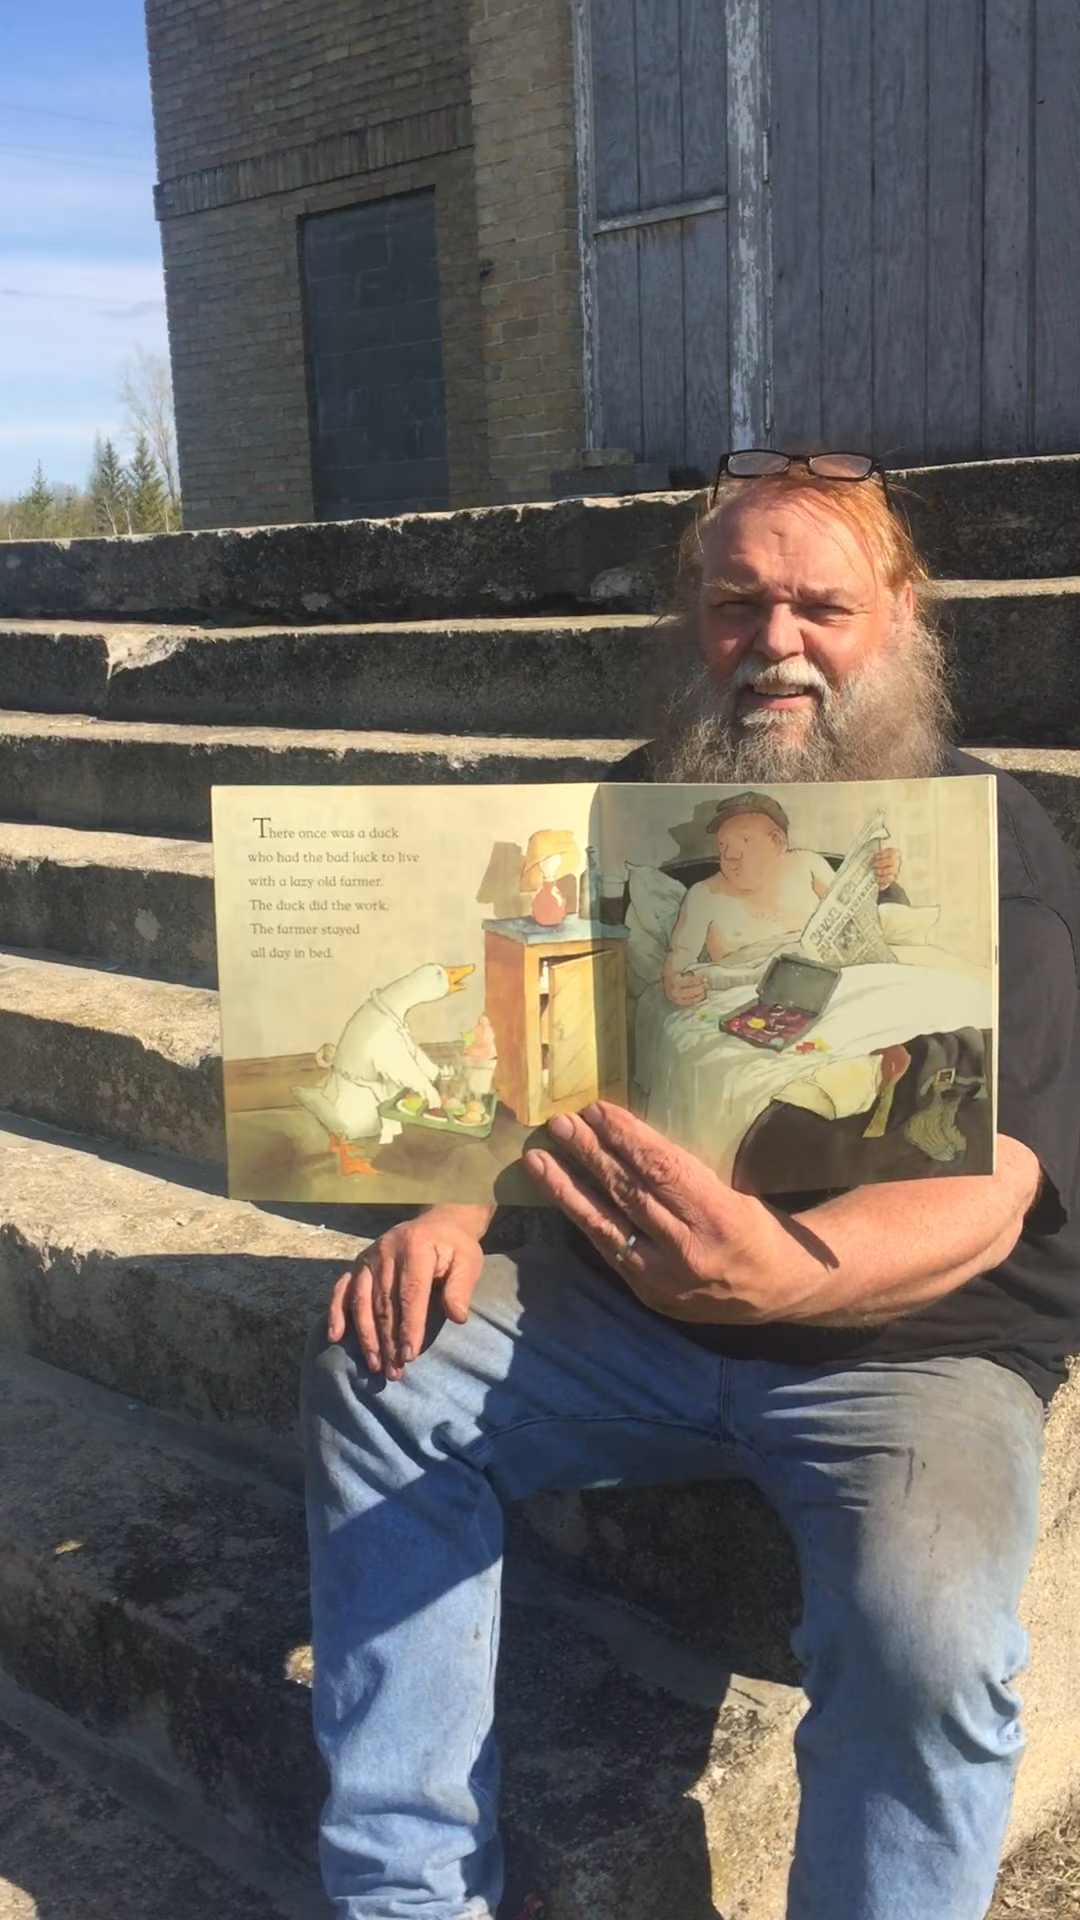 There once was a duck
who had the bad luck to live
with a lazy old farmer.
The duck did the work.
The farmer stayed
all day in bed.